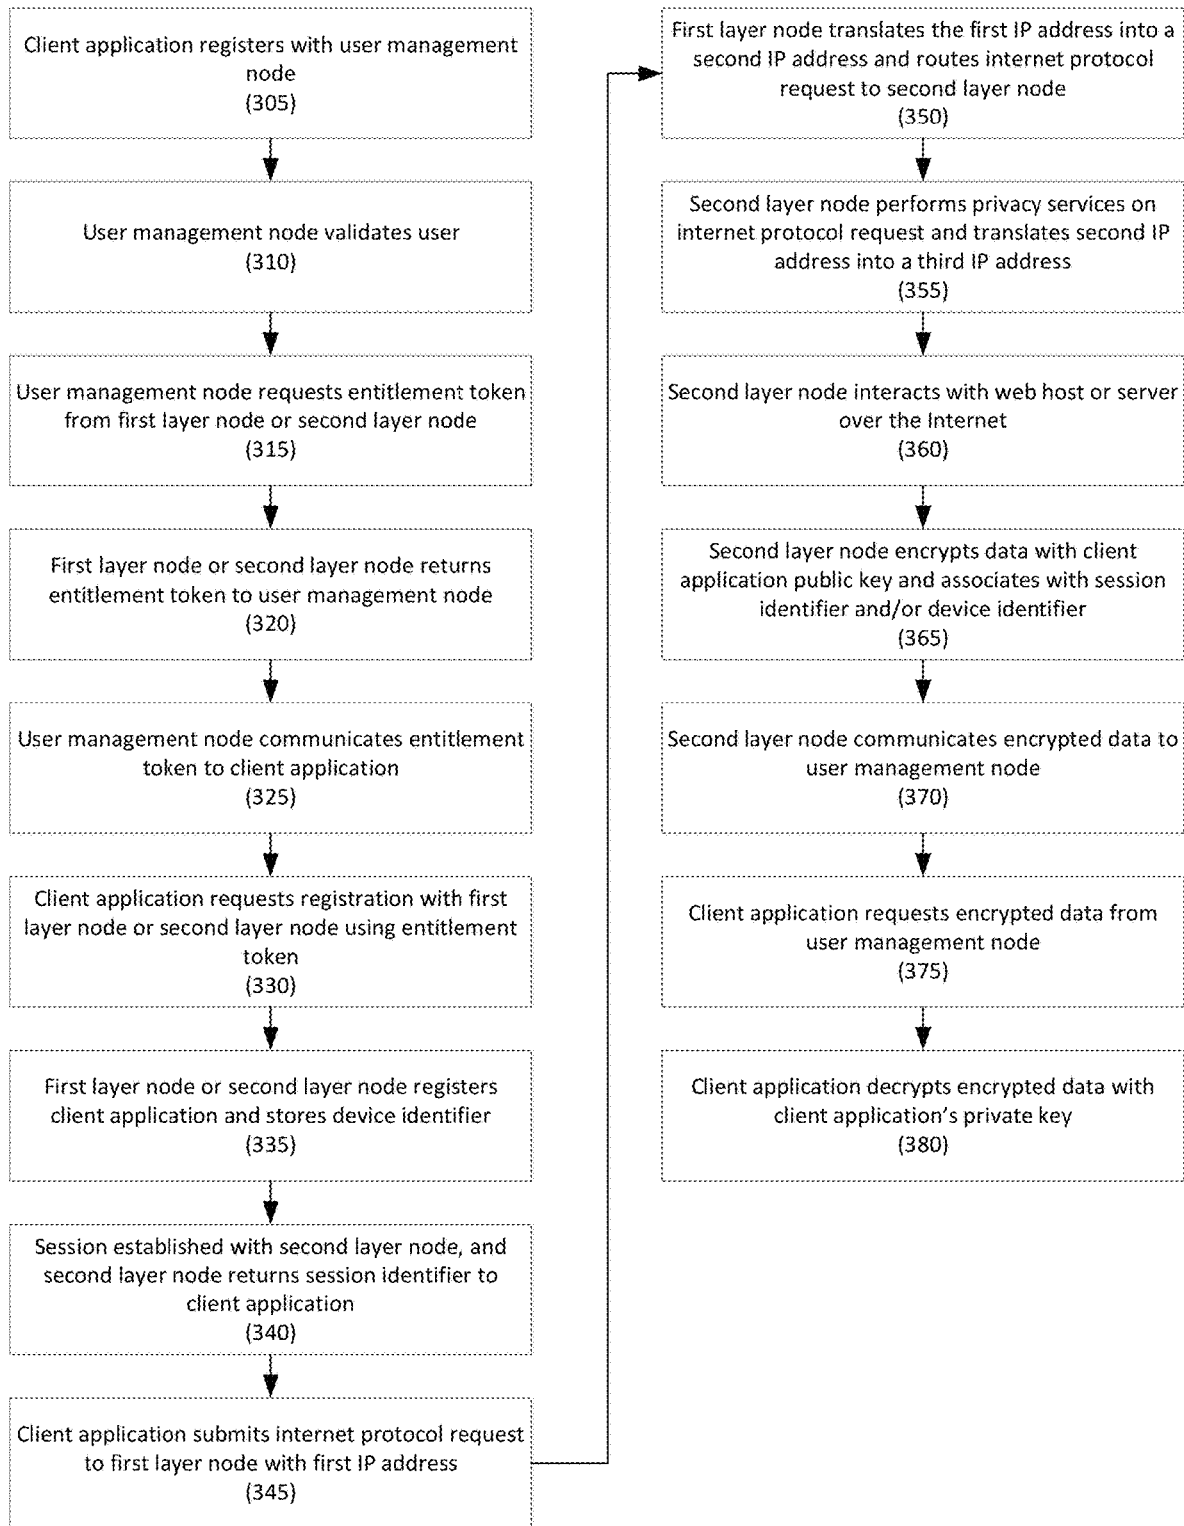 Client application registers with user management
node
(305)
User management node validates user
(310)
User management node requests entitlement token
from first layer node or second layer node
(315)
First layer node or second layer node returns
entitlement token to user management node
(320)
User management node communicates entitlement
token to client application
(325)
Client application requests registration with first
layer node or second layer node using entitlement
token
(330)
First layer node or second layer node registers
client application and stores device identifier
(335)
Session established with second layer node, and
second layer node returns session identifier to
client application
(340)
Client application submits internet protocol request
to first layer node with first IP address
(345)
First layer node translates the first IP address into a
second IP address and routes internet protocol
request to second layer node
(350)
Second layer node performs privacy services on
internet protocol request and translates second IP
address into a third IP address
(355)
Second layer node interacts with web host or server
over the Internet
(360)
Second layer node encrypts data with client
application public key and associates with session
identifier and/or device identifier
(365)
Second layer node communicates encrypted data to
user management node
(370)
Client application requests encrypted data from
user management node
(375)
Client application decrypts encrypted data with
client application's private key
(380)